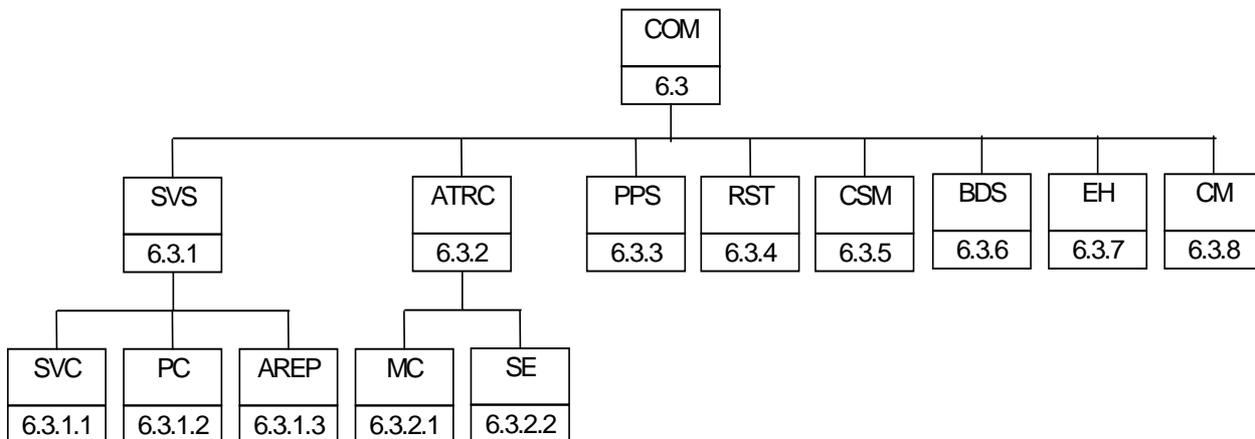 COM
6.3
SVS
6.3.1
ATRC
6.3.2
PPS
6.3.3
RST
6.3.4
CSM
6.3.5
BDS
6.3.6
EH
6.3.7
CM
6.3.8
SVC
6.3.1.1
PC
6.3.1.2
AREP
6.3.1.3
MC
6.3.2.1
SE
6.3.2.2